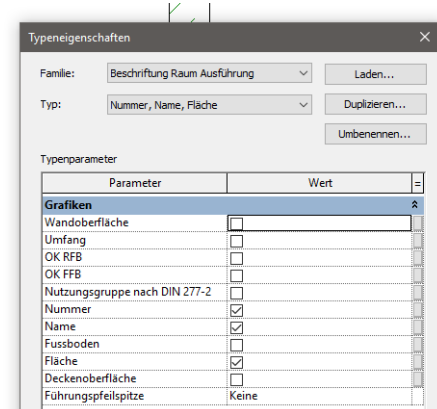 Typeneigenschaften
Familie: Beschriftung Raum Ausführung Laden...
Typ: Nummer, Name, Fläche Duplizieren...
Umbenennen...
Typenparameter
Parameter Wert =
Grafiken
Wandoberfläche
Umfang
OK RFB
OK FFB
Nutzungsgruppe nach DIN 277-2
Nummer
Name
Fussboden
Fläche
Deckenoberfläche
Führungspfeilspitze Keine